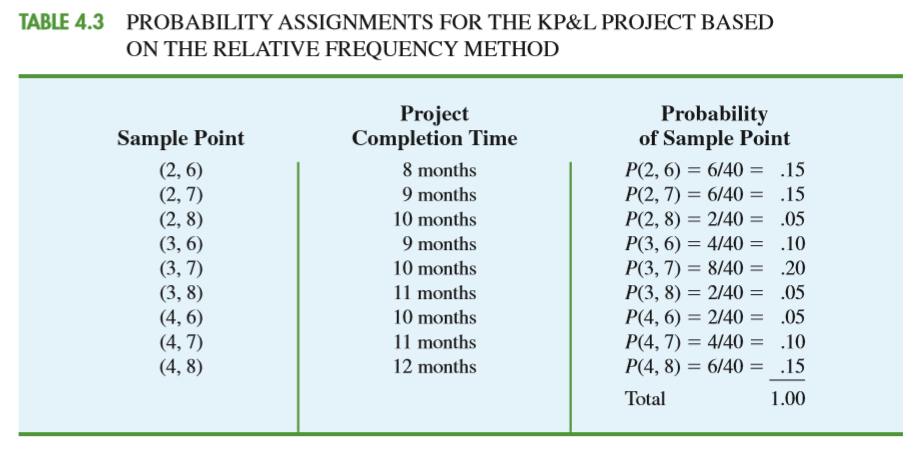 TABLE 4.3 PROBABILITY ASSIGNMENTS FOR THE KP&L PROJECT BASED
ON THE RELATIVE FREQUENCY METHOD
Sample Point Project Completion Time Probability of Sample Point
(2, 6) 8 months P(2, 6) = 6/40 = .15
(2, 7) 9 months P(2, 7) = 6/40 = .15
(2, 8) 10 months P(2, 8) = 2/40 = .05
(3, 6) 9 months P(3, 6) = 4/40 = .10
(3, 7) 10 months P(3, 7) = 8/40 = .20
(3, 8) 11 months P(3, 8) = 2/40 = .05
(4, 6) 10 months P(4, 6) = 2/40 = .05
(4, 7) 11 months P(4, 7) = 4/40 = .10
(4, 8) 12 months P(4, 8) = 6/40 = .15
Total 1.00